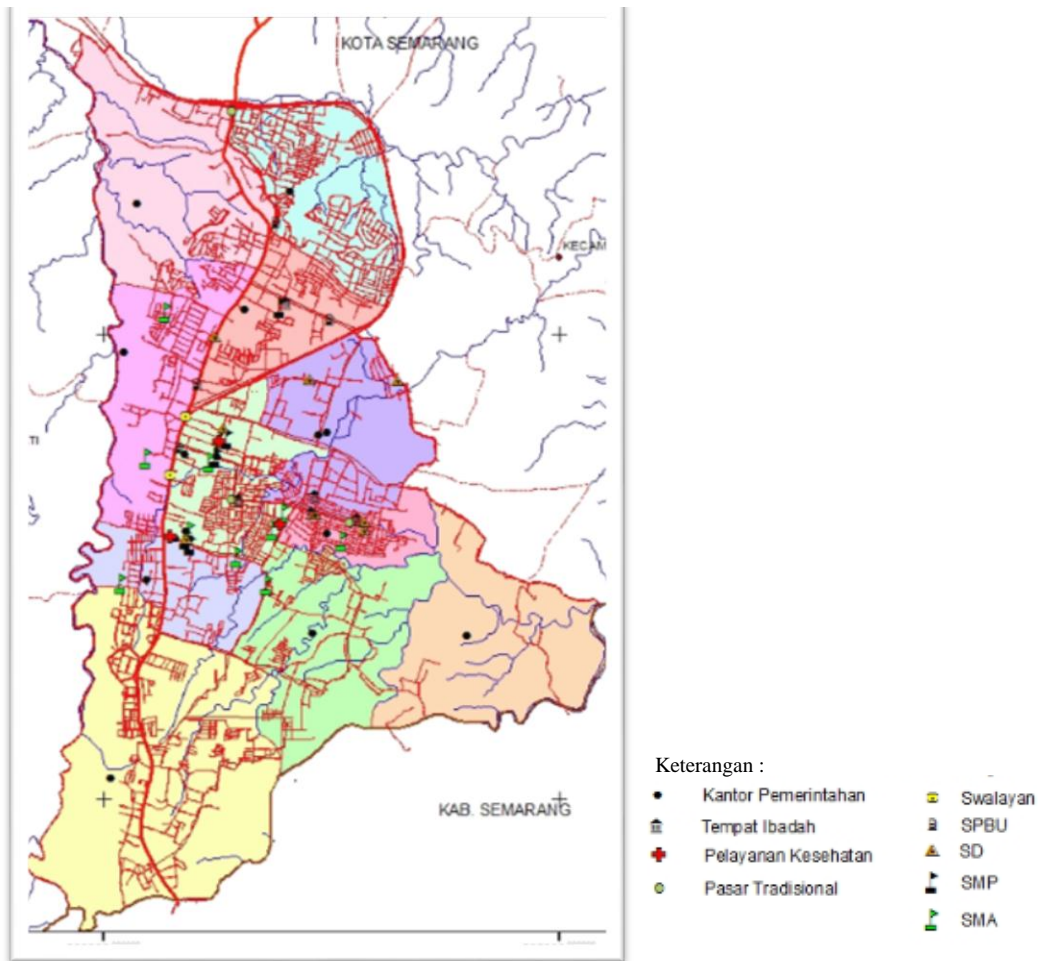 KOTA SEMARANG
KECAM
TI
KAB. SEMARANG
Keterangan :
Kantor Pemerintahan
Tempat Ibadah
Pelayanan Kesehatan
Pasar Tradisional
Swalayan
SPBU
SD
SMP
SMA